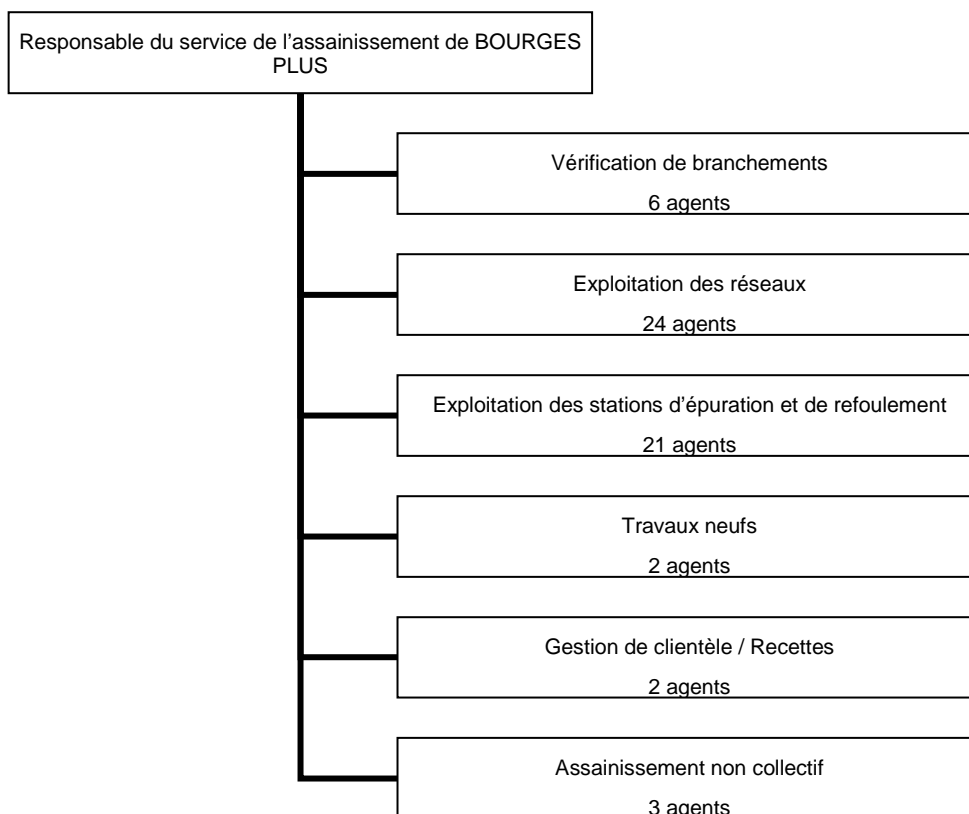 Responsable du service de l’assainissement de BOURGES
PLUS
Vérification de branchements
6 agents
Exploitation des réseaux
24 agents
Exploitation des stations d’épuration et de refoulement
21 agents
Travaux neufs
2 agents
Gestion de clientèle / Recettes
2 agents
Assainissement non collectif
3 agents